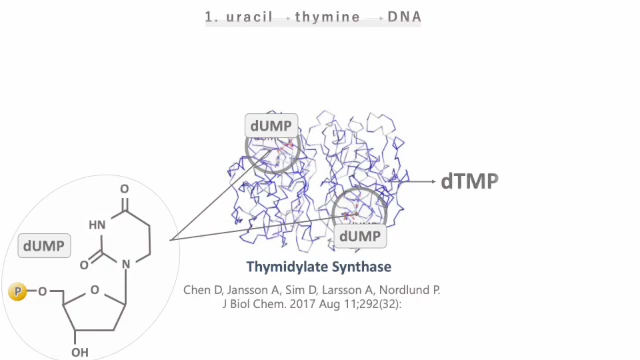 1. uracil → thymine → DNA
dUMP
dTMP
dUMP
O
HN
dUMP
O
N
P
O
O
OH
Thymidylate Synthase
Chen D, Jansson A, Sim D, Larsson A, Nordlund P.
J Biol Chem. 2017 Aug 11;292(32):